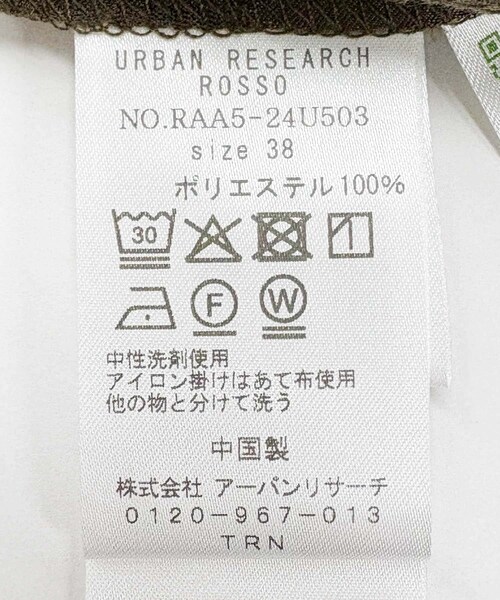 URBAN RESEARCH
ROSSO
NO.RAA5-24U503
size 38
ポリエステル100%
30
F W
中性洗剤使用
アイロン掛けはあて布使用
他の物と分けて洗う
中国製
株式会社 アーバンリサーチ
0120-967-013
TRN